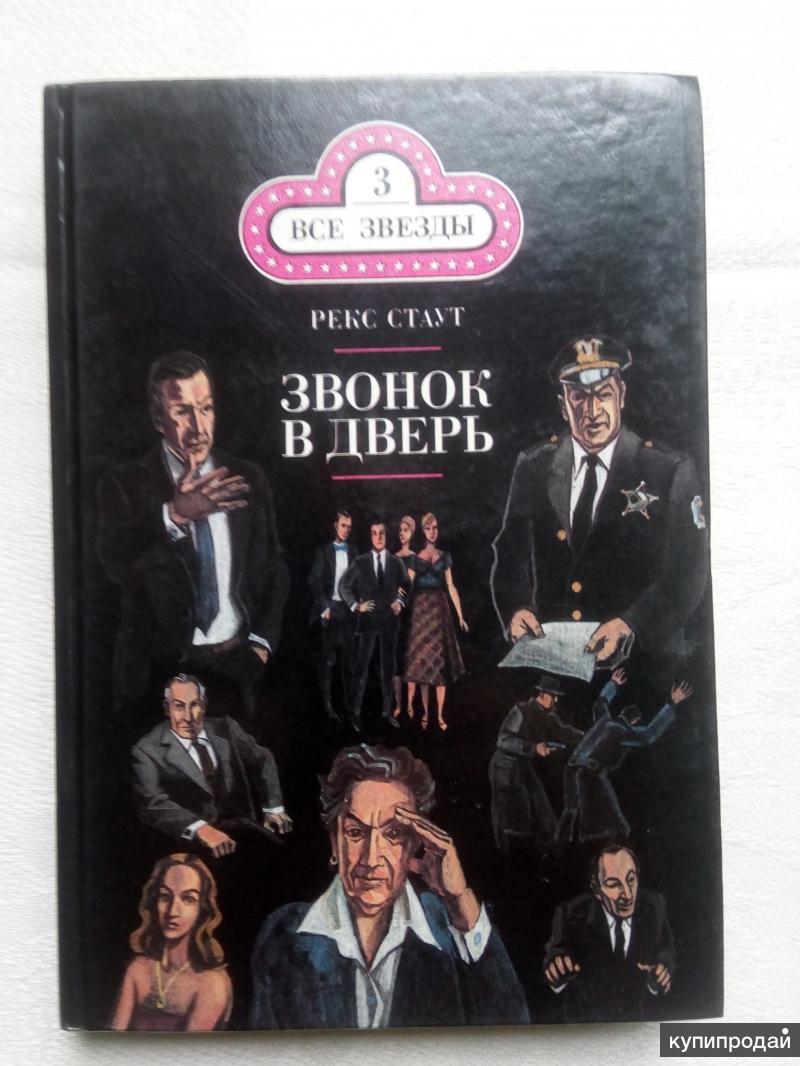 3
ВСЕ ЗВЕЗДЫ
РЕКС СТАУТ
ЗВОНОК
В ДВЕРЬ
купипродай